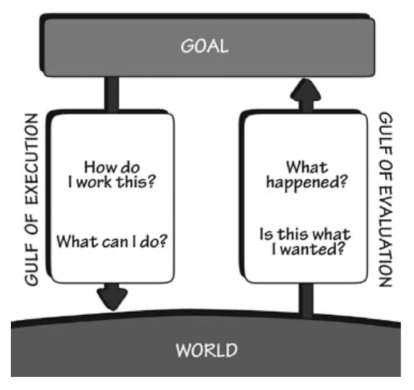 GOAL
GULF OF EXECUTION
How do
I work this?
What can I do?
What
happened?
Is this what
I wanted?
GULF OF EVALUATION
WORLD